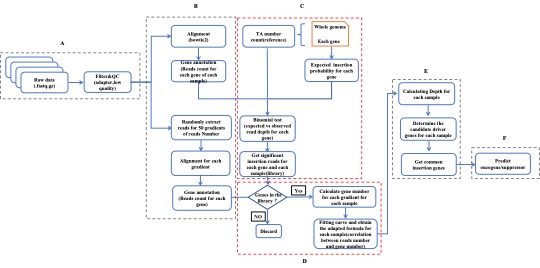 A
Raw data
(.fastq.gz)
Filter&QC
(adapter,low
quality)
B
Alignment
(bowtie2)
Gene annotation
(Reads count for
each gene of each
sample)
Randomly extract
reads for 50 gradients
of reads Number
Alignment for each
gradient
Gene annotation
(Reads count for each
gene)
C
TA number
count(reference)
Whole genome
Each gene
Expected insertion
probability for each
gene
Binomial test
(expected vs observed
read depth for each
gene)
Get significant
insertion reads for
each gene and each
sample(library)
Genes in the
library ?
Yes
NO
Discard
Calculate gene number
for each gradient for
each sample
Fitting curve and obtain
the adapted formula for
each sample(correlation
between reads number
and gene number)
D
E
Calculating Depth for
each sample
Determine the
candidate driver
genes for each sample
Get common
insertion genes
F
Predict
oncogene/suppressor